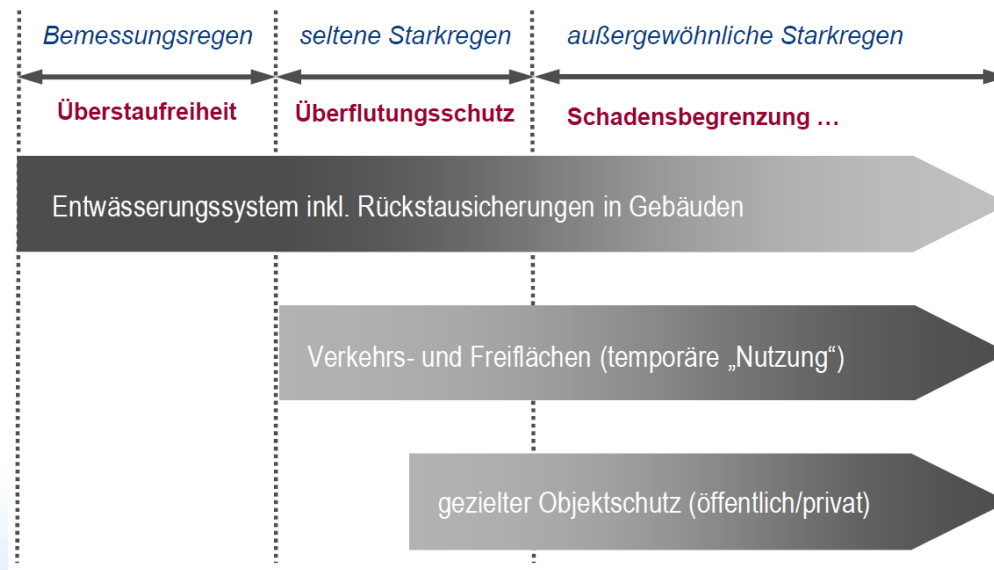 Bemessungsregen
seltene Starkregen
außergewöhnliche Starkregen
Überstaufreiheit
Überflutungsschutz
Schadensbegrenzung …
Entwässerungssystem inkl. Rückstausicherungen in Gebäuden
Verkehrs- und Freiflächen (temporäre „Nutzung“)
gezielter Objektschutz (öffentlich/privat)